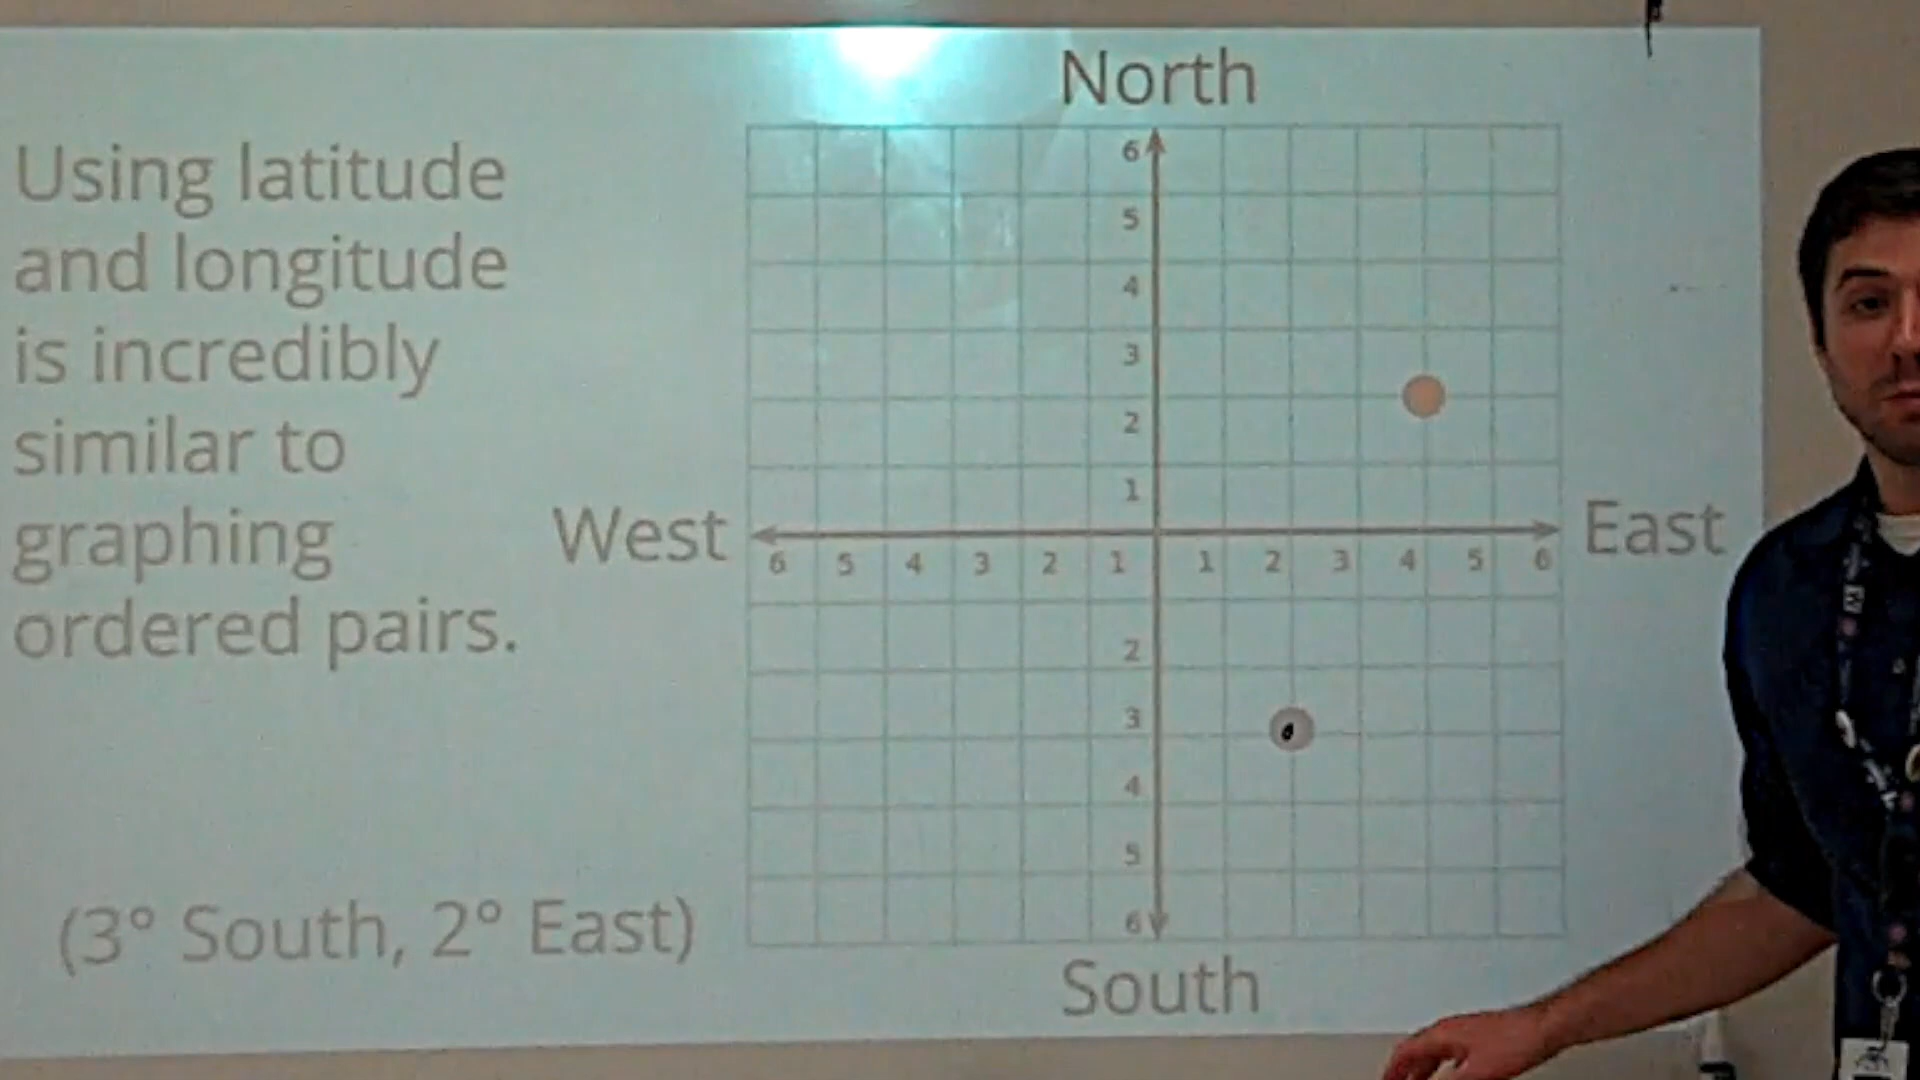 North
Using latitude
and longitude
is incredibly
similar to
graphing
ordered pairs.
6
5
4
3
2
1
West
East
6 5 4 3 2 1 1 2 3 4 5 6
2
3
4
5
6
(3° South, 2° East)
South